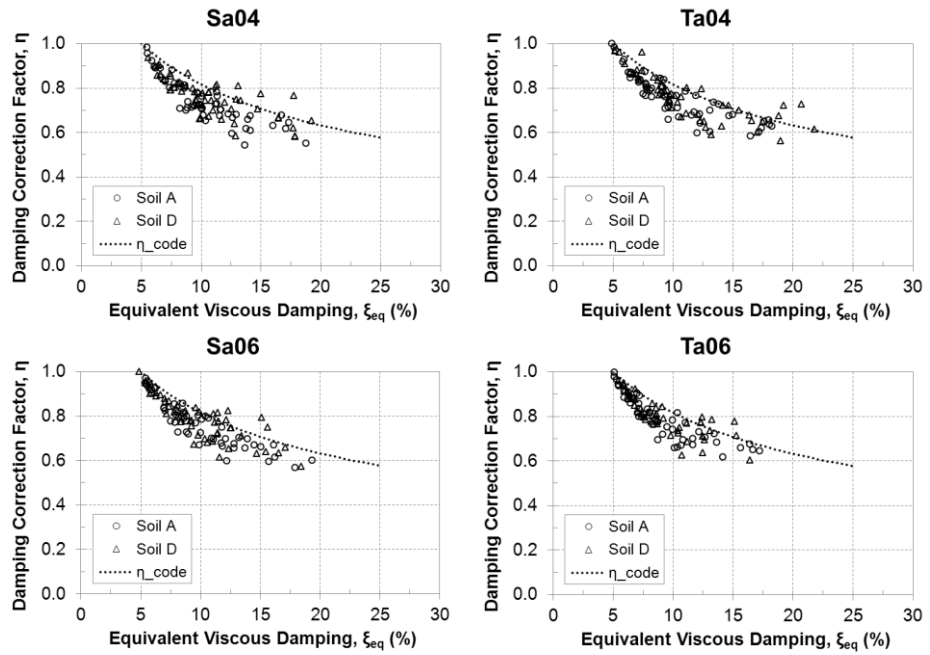 Sa04
Damping Correction Factor, η
1.0
0.8
0.6
0.4
0.2
0.0
Soil A
Soil D
η_code
0 5 10 15 20 25 30
Equivalent Viscous Damping, ξeq (%)
Ta04
Damping Correction Factor, η
1.0
0.8
0.6
0.4
0.2
0.0
Soil A
Soil D
η_code
0 5 10 15 20 25 30
Equivalent Viscous Damping, ξeq (%)
Sa06
Damping Correction Factor, η
1.0
0.8
0.6
0.4
0.2
0.0
Soil A
Soil D
η_code
0 5 10 15 20 25 30
Equivalent Viscous Damping, ξeq (%)
Ta06
Damping Correction Factor, η
1.0
0.8
0.6
0.4
0.2
0.0
Soil A
Soil D
η_code
0 5 10 15 20 25 30
Equivalent Viscous Damping, ξeq (%)